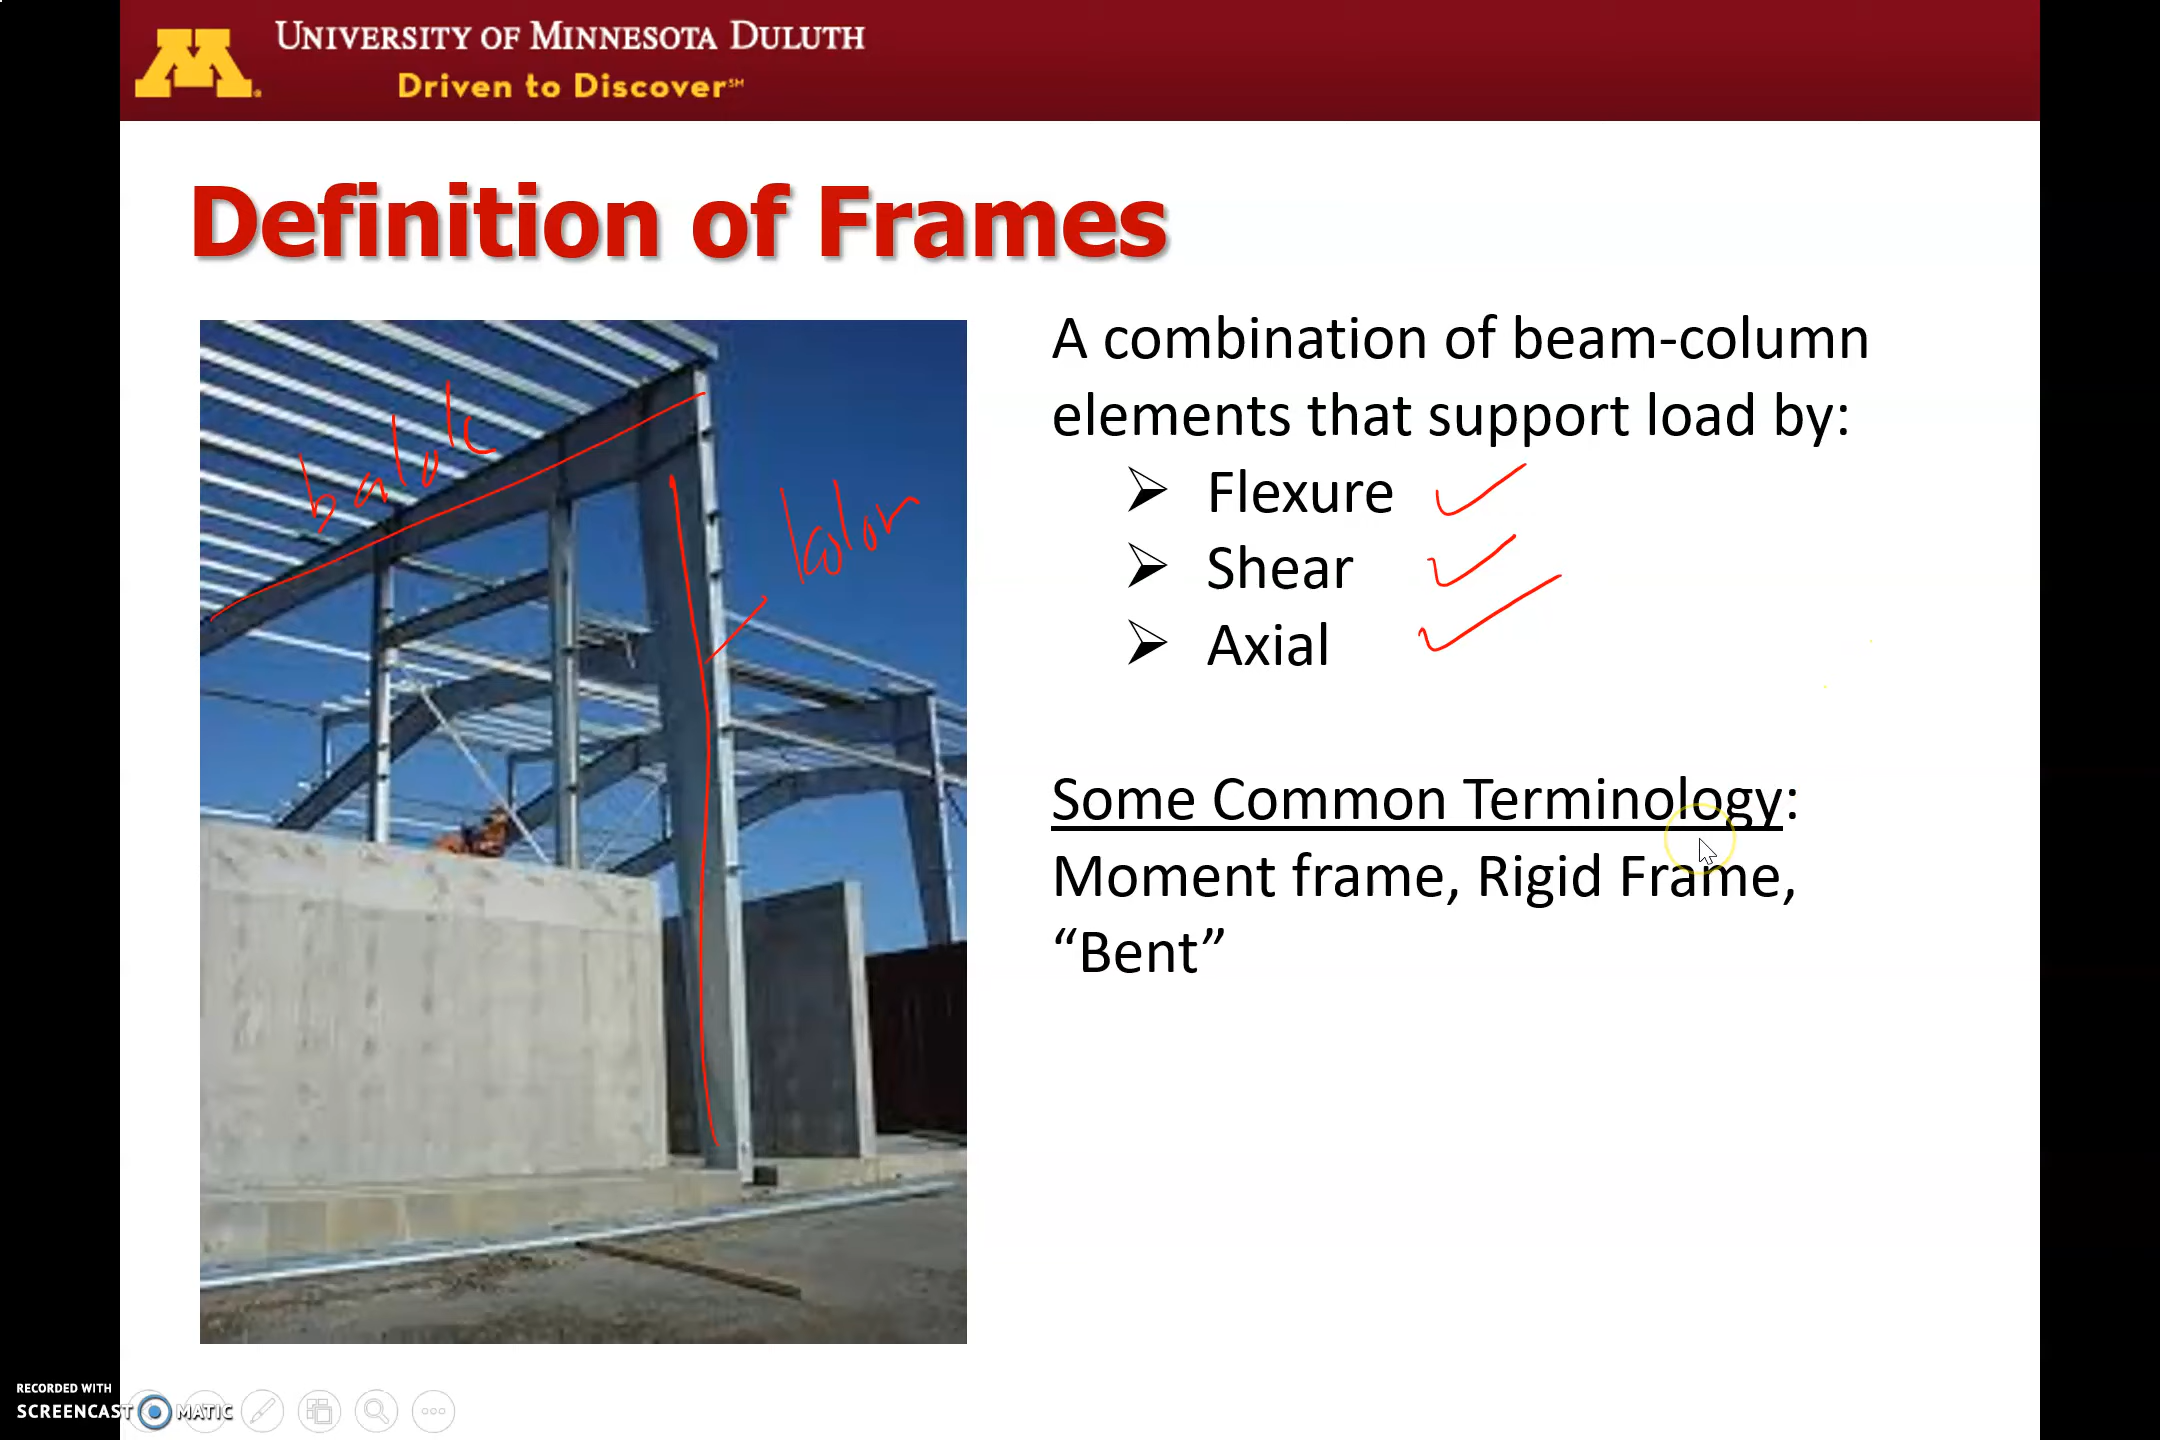 UNIVERSITY OF MINNESOTA DULUTH
Driven to Discover℠
Definition of Frames
A combination of beam-column
elements that support load by:
➢ Flexure
➢ Shear
➢ Axial
balok
kolom
Some Common Terminology:
Moment frame, Rigid Frame,
“Bent”
RECORDED WITH
SCREENCAST MATIC